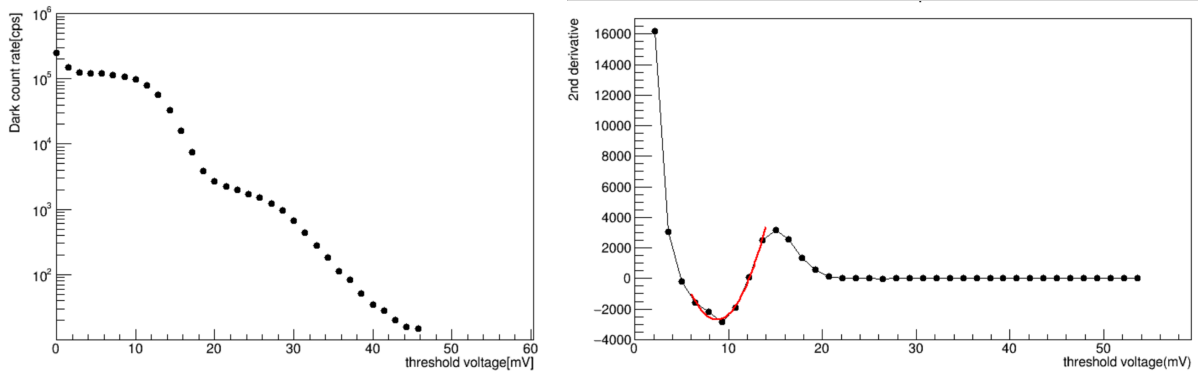 Dark count rate[cps]
10^6
10^5
10^4
10^3
10^2
0 10 20 30 40 50 60
threshold voltage[mV]
2nd derivative
16000
14000
12000
10000
8000
6000
4000
2000
0
−2000
−4000
0 10 20 30 40 50
threshold voltage(mV)